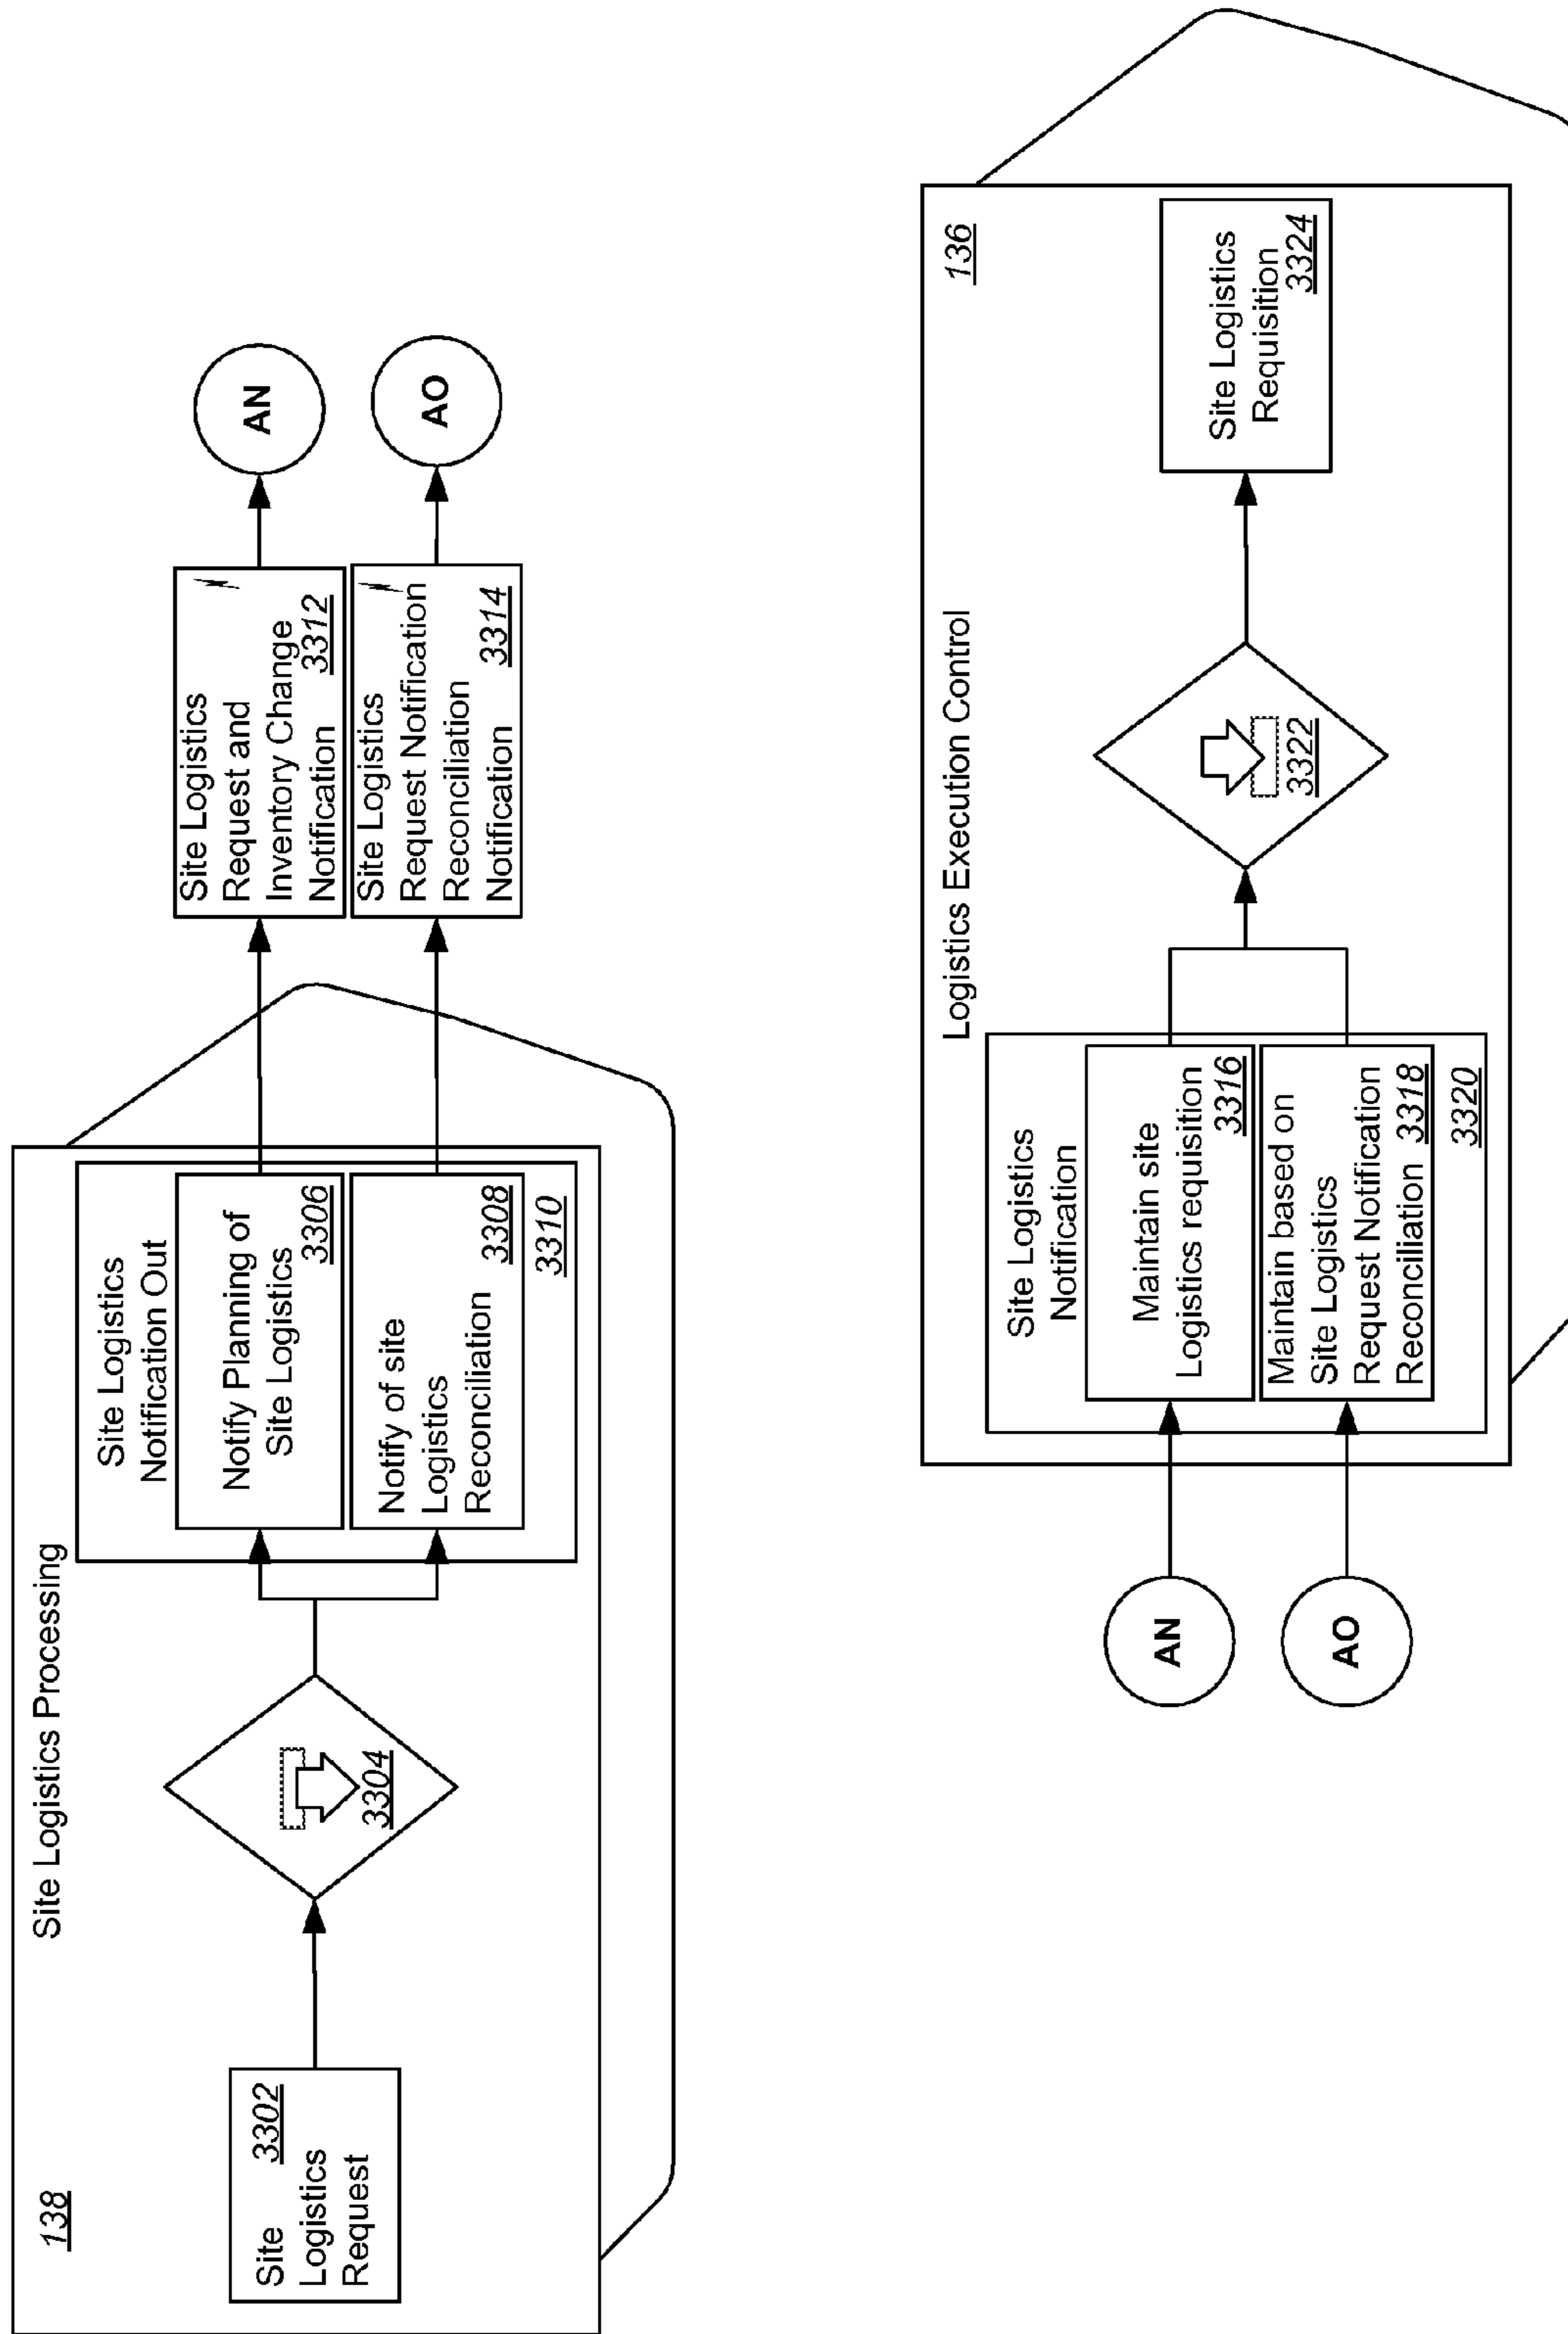 Site Logistics Processing
138
Site 3302
Logistics
Request
3304
Site Logistics
Notification Out
Notify Planning of
Site Logistics
3306
Notify of site
Logistics 3308
Reconciliation
3310
Site Logistics
Request and
Inventory Change
Notification 3312
Site Logistics
Request Notification
Reconciliation
Notification 3314
AN
AO
Logistics Execution Control
136
AN
AO
Site Logistics
Notification
Maintain site
Logistics requisition
3316
Maintain based on
Site Logistics
Request Notification
Reconciliation 3318
3320
3322
Site Logistics
Requisition
3324